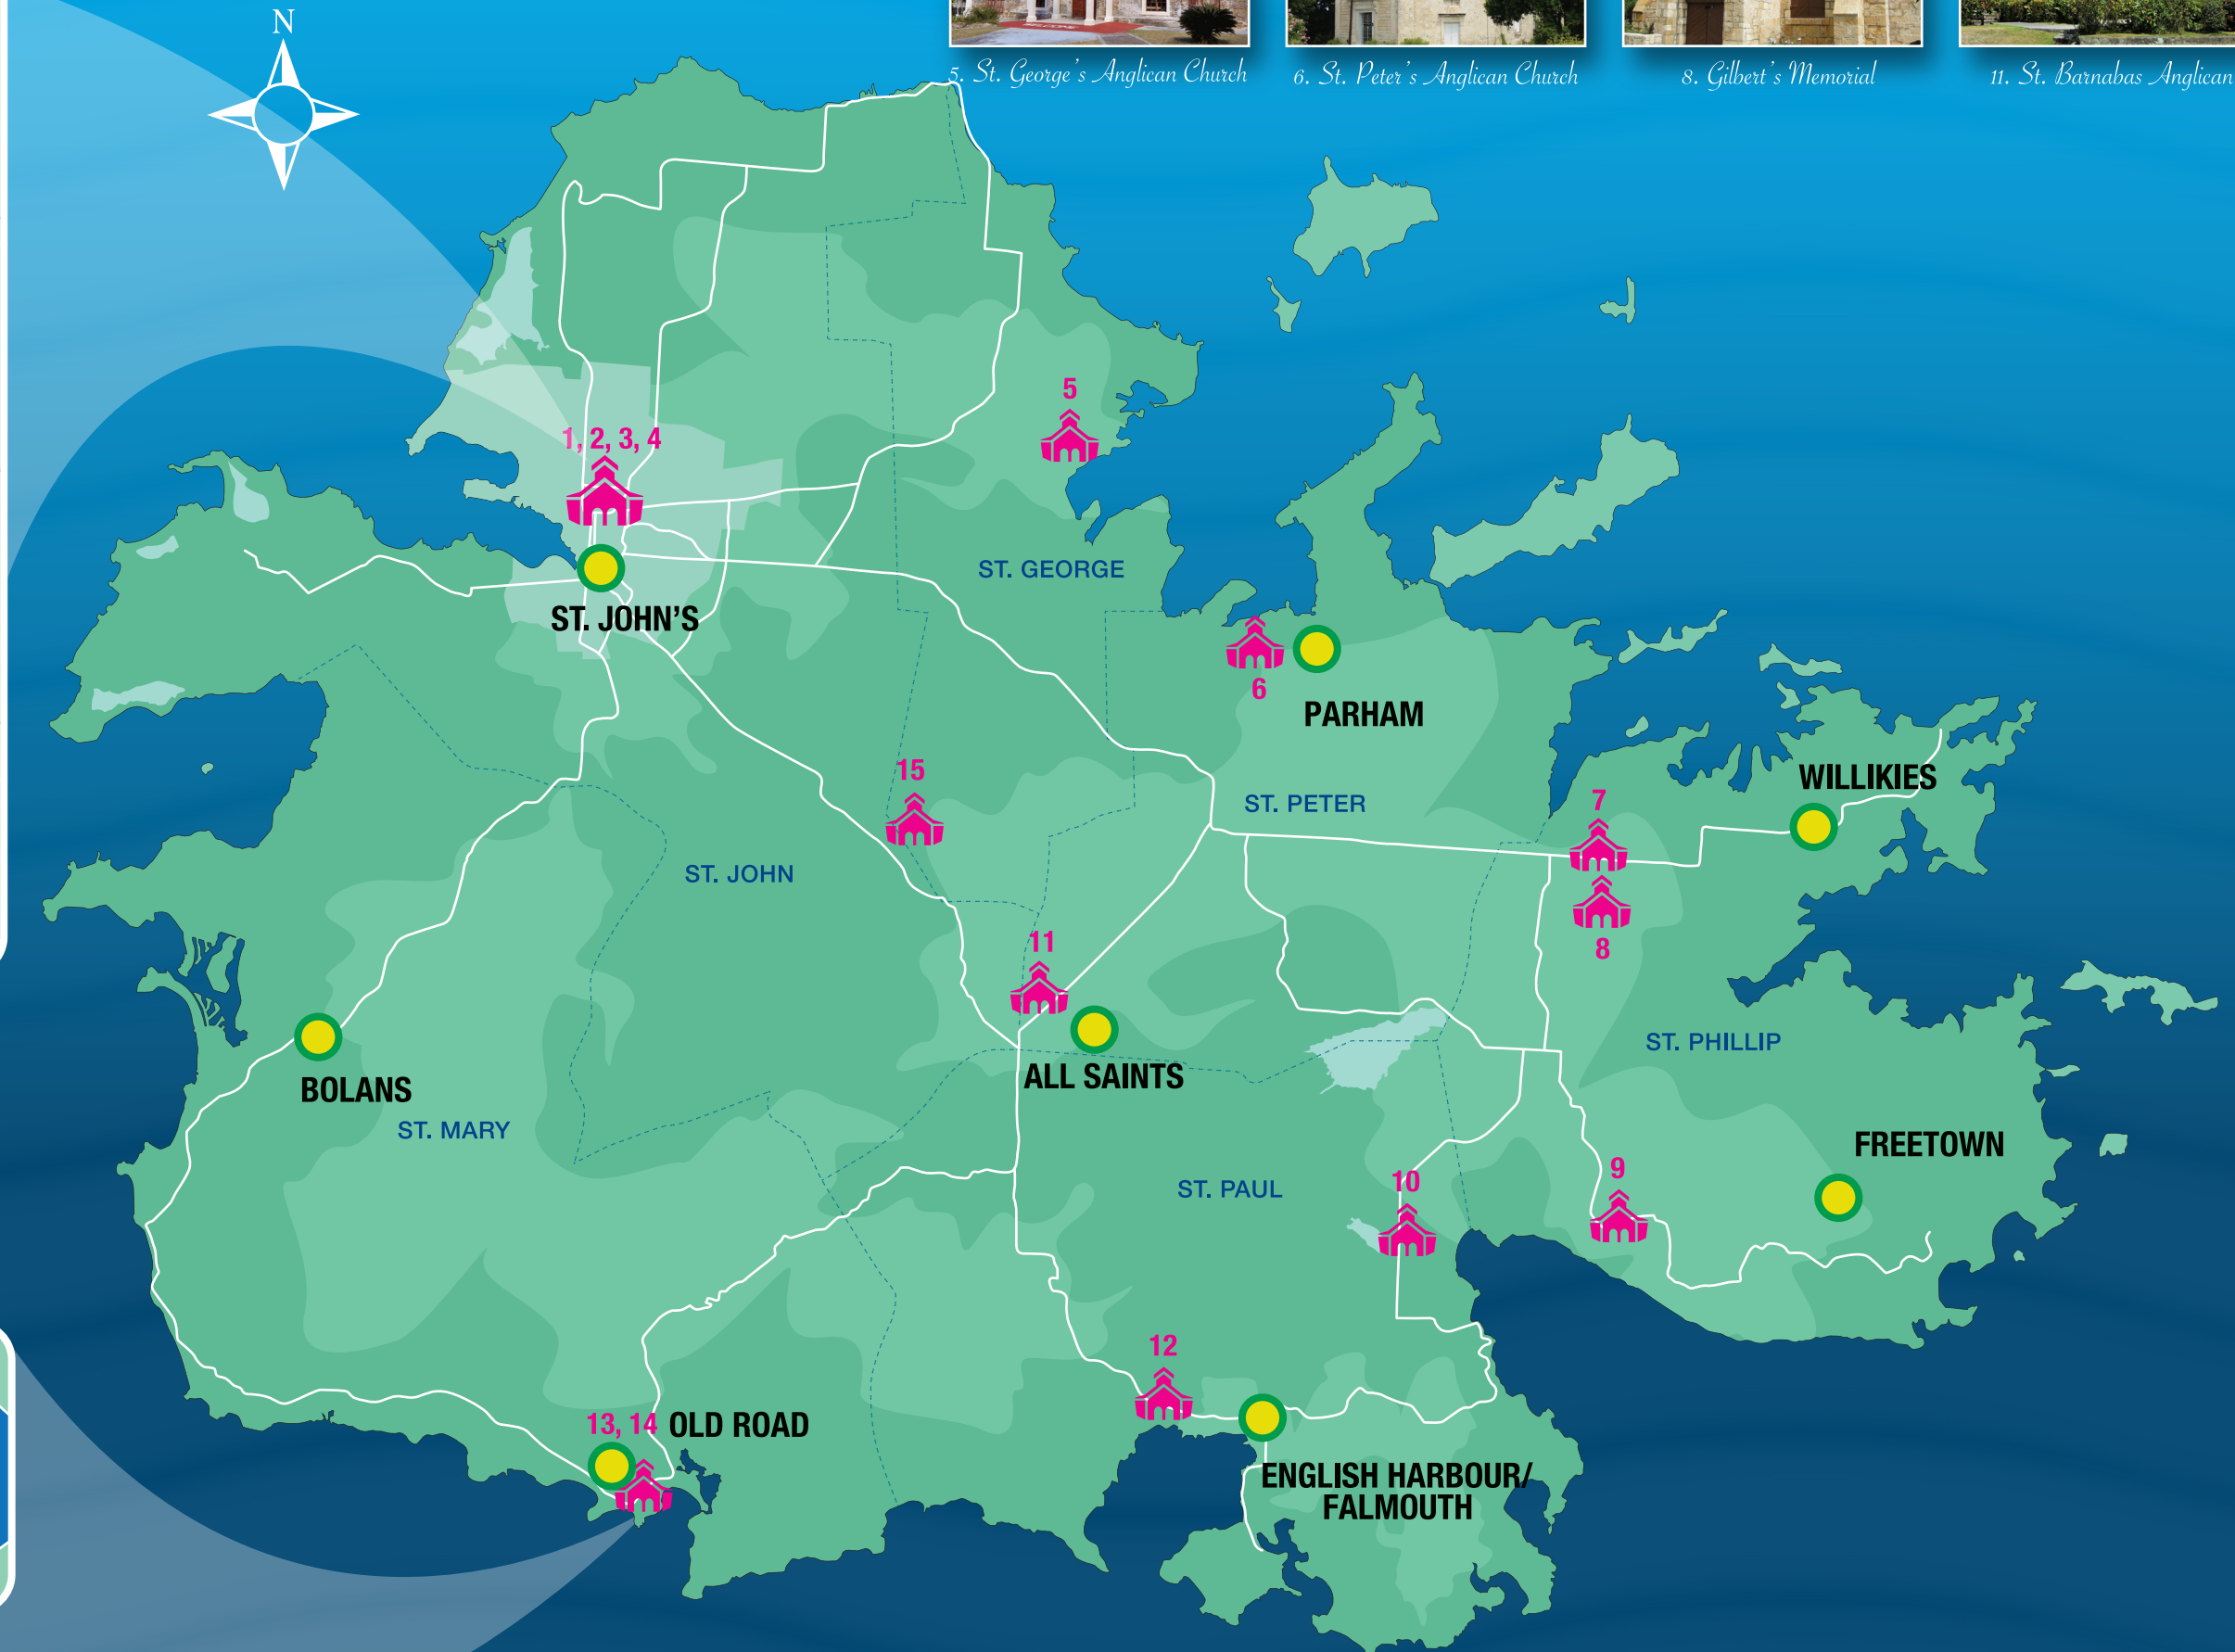 N
5. St. George's Anglican Church
6. St. Peter's Anglican Church
8. Gilbert's Memorial
11. St. Barnabas Anglican
5
1, 2, 3, 4
ST. GEORGE
ST. JOHN'S
6
PARHAM
15
WILLIKIES
7
ST. PETER
ST. JOHN
11
8
ST. PHILLIP
ALL SAINTS
BOLANS
ST. MARY
FREETOWN
9
10
ST. PAUL
12
13, 14
OLD ROAD
ENGLISH HARBOUR/
FALMOUTH